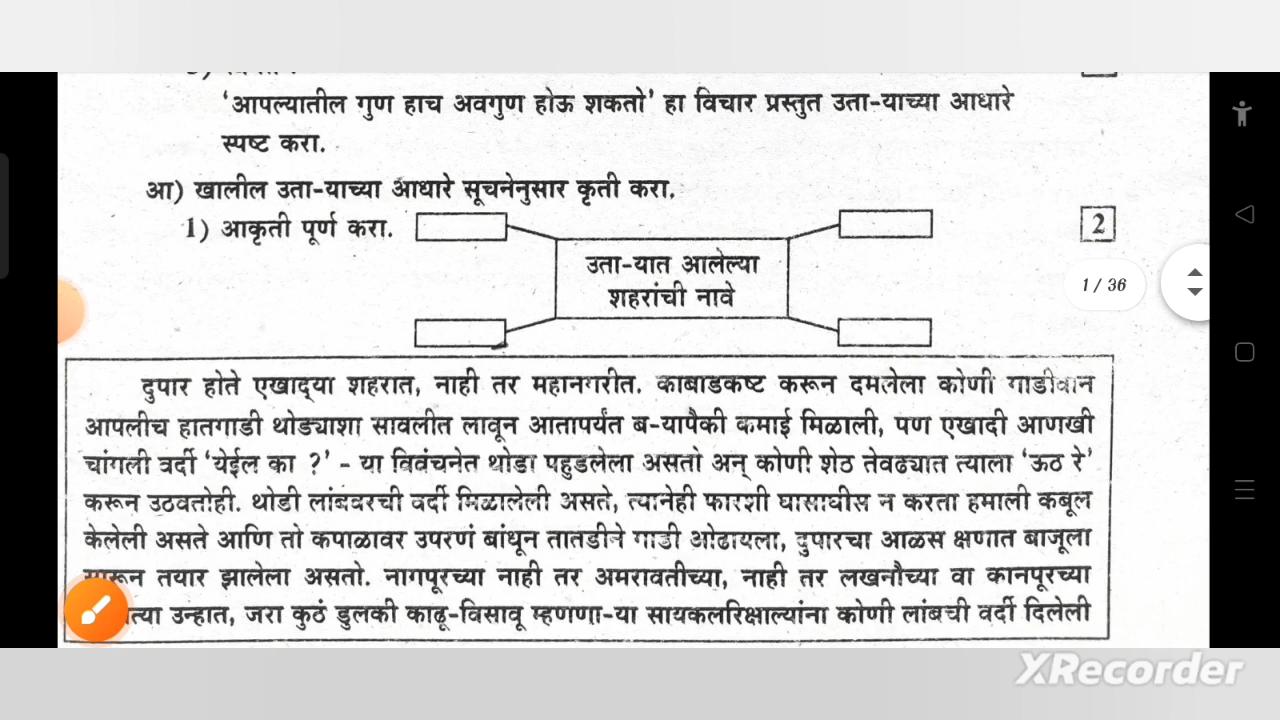 'आपल्यातील गुण हाच अवगुण होऊ शकतो' हा विचार प्रस्तुत उता-याच्या आधारे
स्पष्ट करा.
आ) खालील उता-याच्या आधारे सूचनेनुसार कृती करा.
1) आकृती पूर्ण करा.
2
उता-यात आलेल्या
शहरांची नावे
1 / 36
दुपार होते एखाद्‌या शहरात, नाही तर महानगरीत. काबाडकष्ट करून दमलेला कोणी गाडीवान
आपलीच हातगाडी थोड्याशा सावलीत लावून आतापर्यंत ब-यापैकी कमाई मिळाली, पण एखादी आणखी
चांगली वर्दी 'येईल का ?' - या विवंचनेत थोडा पहुडलेला असतो अन् कोणी शेठ तेवढ्यात त्याला 'ऊठ रे'
करून उठवतोही. थोडी लांबवरची वर्दी मिळालेली असते, त्यानेही फारशी घासाघीस न करता हमाली कबूल
केलेली असते आणि तो कपाळावर उपरणं बांधून तातडीने गाडी ओढायला, दुपारचा आळस क्षणात बाजूला
तयार झालेला असतो. नागपूरच्या नाही तर अमरावतीच्या, नाही तर लखनौच्या वा कानपूरच्या
उन्हात, जरा कुठं डुलकी काढू-विसावू म्हणणा-या सायकलरिक्षाल्यांना कोणी लांबची वर्दी दिलेली
XRecorder